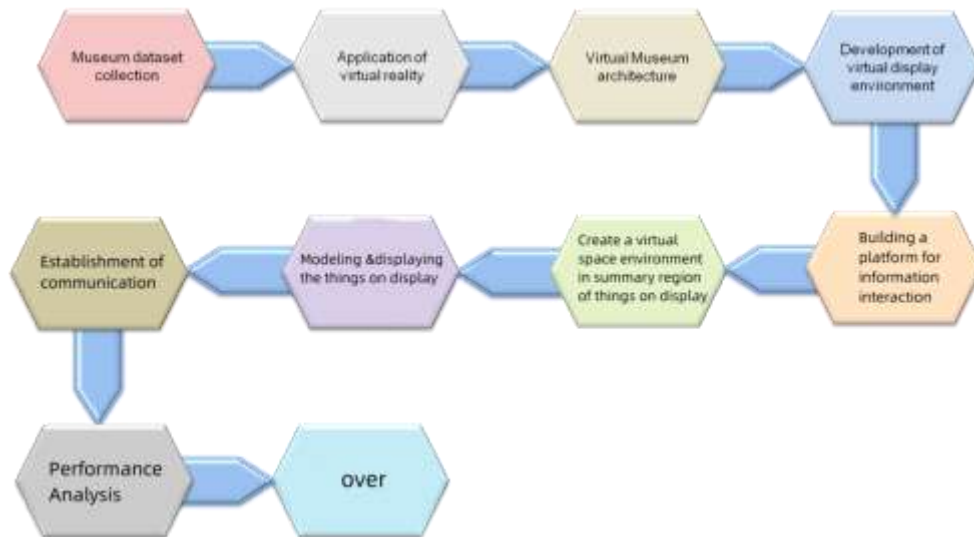 Museum dataset
collection
Application of
virtual reality
Virtual Museum
architecture
Development of
virtual display
environment
Building a
platform for
information
interaction
Create a virtual
space environment
in summary region
of things on display
Modeling &displaying
the things on display
Establishment of
communication
Performance
Analysis
over